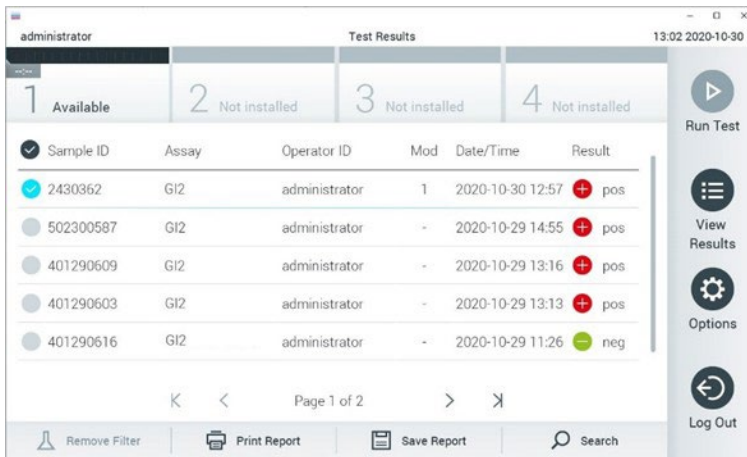 administrator Test Results 13:02 2020-10-30
--:--
1 Available 2 Not installed 3 Not installed 4 Not installed
Run Test
Sample ID Assay Operator ID Mod Date/Time Result
2430362 GI2 administrator 1 2020-10-30 12:57 pos
502300587 GI2 administrator - 2020-10-29 14:55 pos
401290609 GI2 administrator - 2020-10-29 13:16 pos
401290603 GI2 administrator - 2020-10-29 13:13 pos
401290616 GI2 administrator - 2020-10-29 11:26 neg
View
Results
Options
Page 1 of 2
Log Out
Remove Filter Print Report Save Report Search